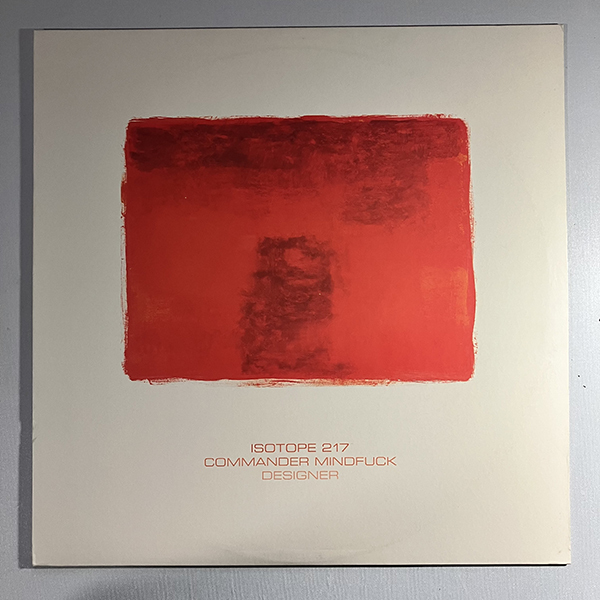 ISOTOPE 217
COMMANDER MINDFUCK
DESIGNER